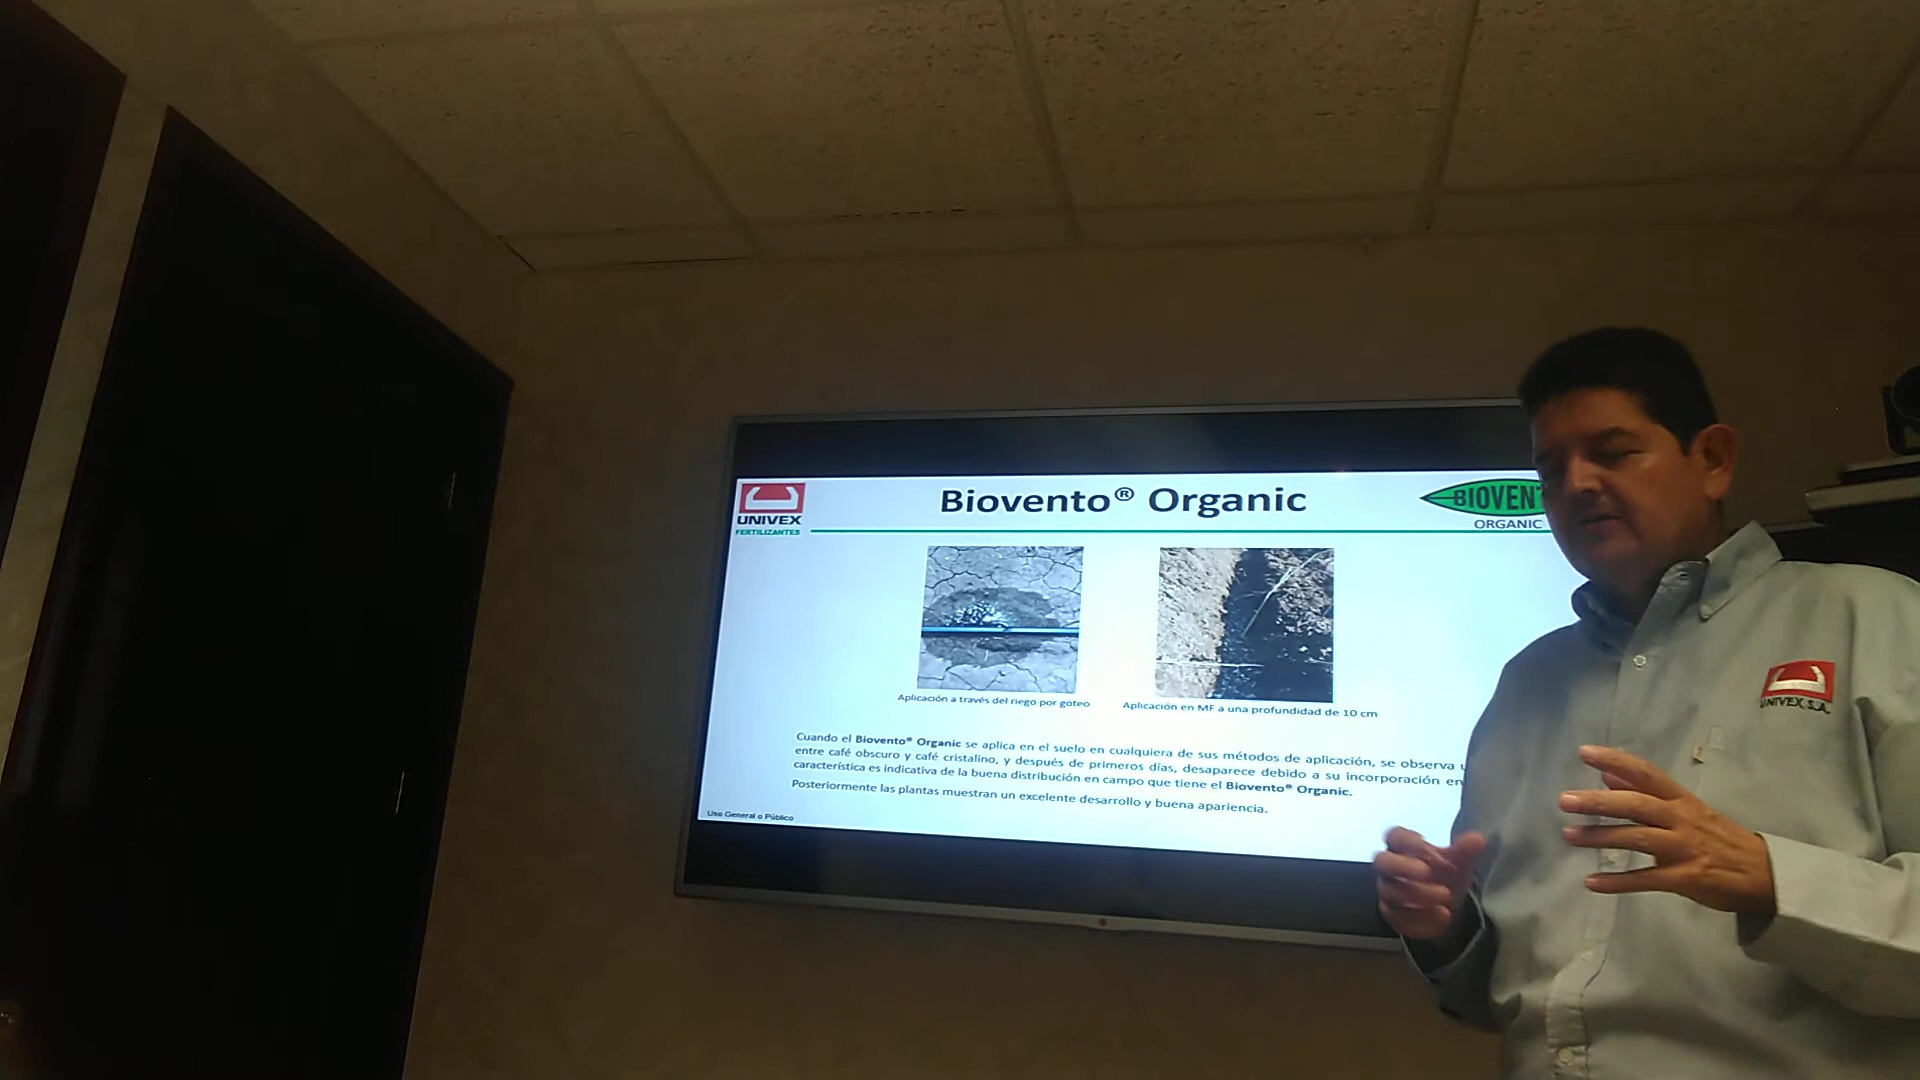 UNIVEX
FERTILIZANTES
Biovento® Organic
BIOVEN
ORGANIC
Aplicación a través del riego por goteo
Aplicación en MF a una profundidad de 10 cm
Cuando el Biovento® Organic se aplica en el suelo en cualquiera de sus métodos de aplicación, se observa
entre café obscuro y café cristalino, y después de primeros días, desaparece debido a su incorporación en
característica es indicativa de la buena distribución en campo que tiene el Biovento® Organic.
Posteriormente las plantas muestran un excelente desarrollo y buena apariencia.
Uso General o Público
UNIVEX S.A.